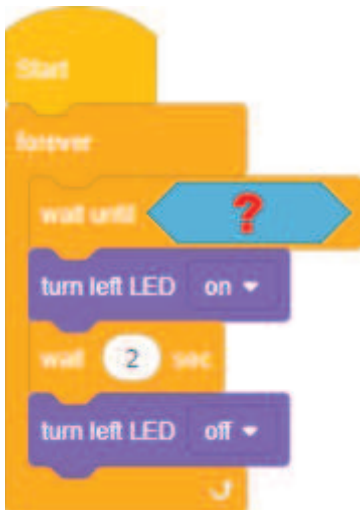 Start
forever
wait until ?
turn left LED on
wait 2 sec
turn left LED off